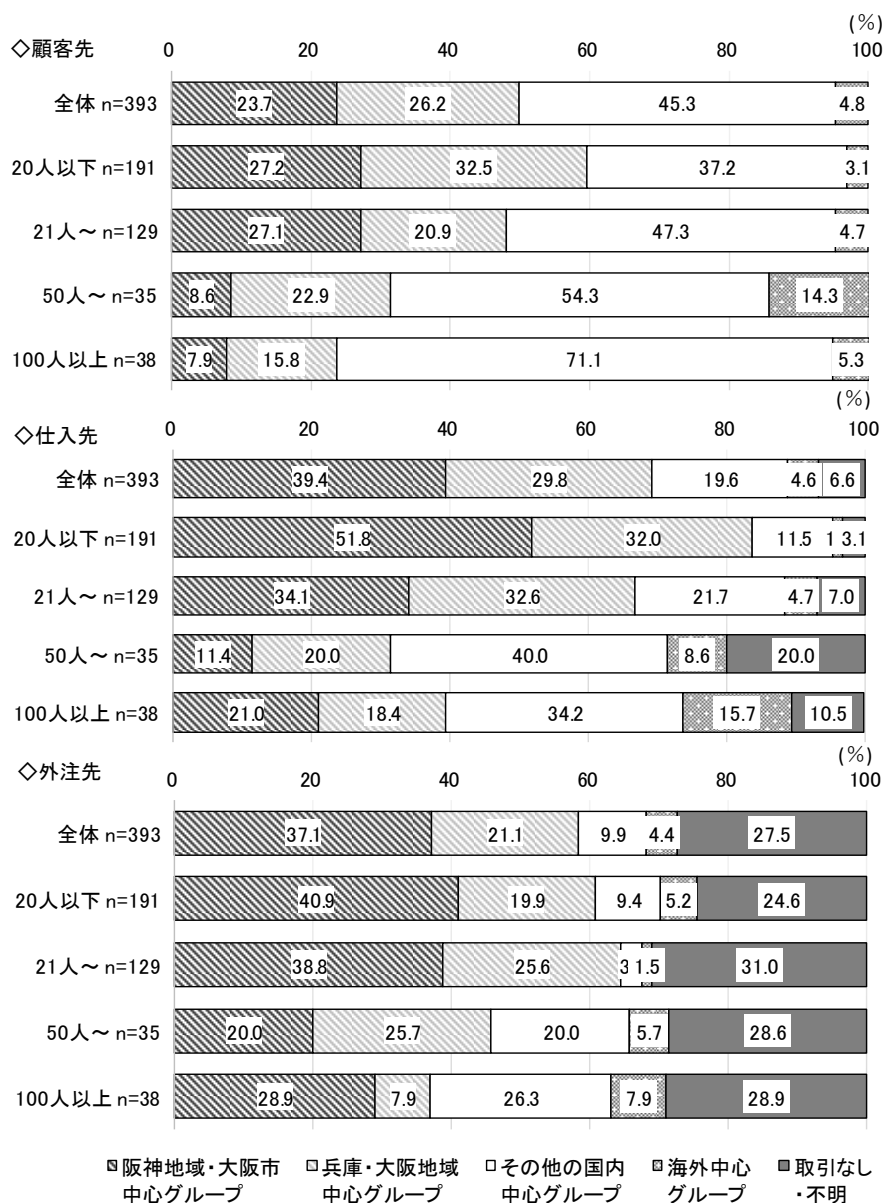 (%)
◇顧客先 0 20 40 60 80 100
全体 n=393 23.7 26.2 45.3 4.8
20人以下 n=191 27.2 32.5 37.2 3.1
21人～ n=129 27.1 20.9 47.3 4.7
50人～ n=35 8.6 22.9 54.3 14.3
100人以上 n=38 7.9 15.8 71.1 5.3
(%)
◇仕入先 0 20 40 60 80 100
全体 n=393 39.4 29.8 19.6 4.6 6.6
20人以下 n=191 51.8 32.0 11.5 1 3.1
21人～ n=129 34.1 32.6 21.7 4.7 7.0
50人～ n=35 11.4 20.0 40.0 8.6 20.0
100人以上 n=38 21.0 18.4 34.2 15.7 10.5
(%)
◇外注先 0 20 40 60 80 100
全体 n=393 37.1 21.1 9.9 4.4 27.5
20人以下 n=191 40.9 19.9 9.4 5.2 24.6
21人～ n=129 38.8 25.6 3 1.5 31.0
50人～ n=35 20.0 25.7 20.0 5.7 28.6
100人以上 n=38 28.9 7.9 26.3 7.9 28.9
阪神地域・大阪市 兵庫・大阪地域 その他の国内 海外中心 取引なし
中心グループ 中心グループ 中心グループ グループ ・不明